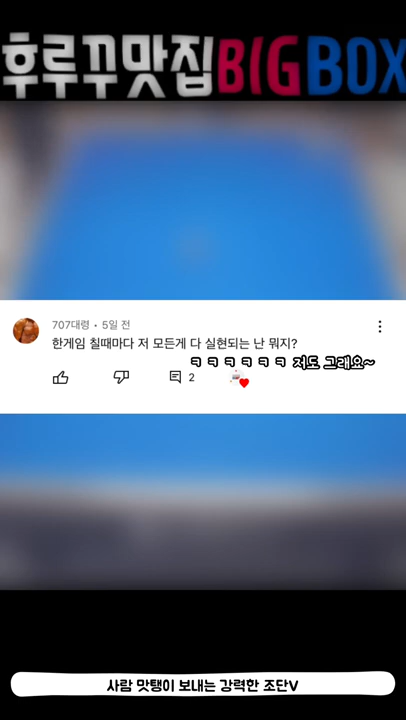 후루꾸맛집BIGBOX
707대령 • 5일 전
한게임 칠때마다 저 모든게 다 실현되는 난 뭐지?
ㅋㅋㅋㅋㅋㅋ 저도 그래요~
2
사람 맛탱이 보내는 강력한 조단V